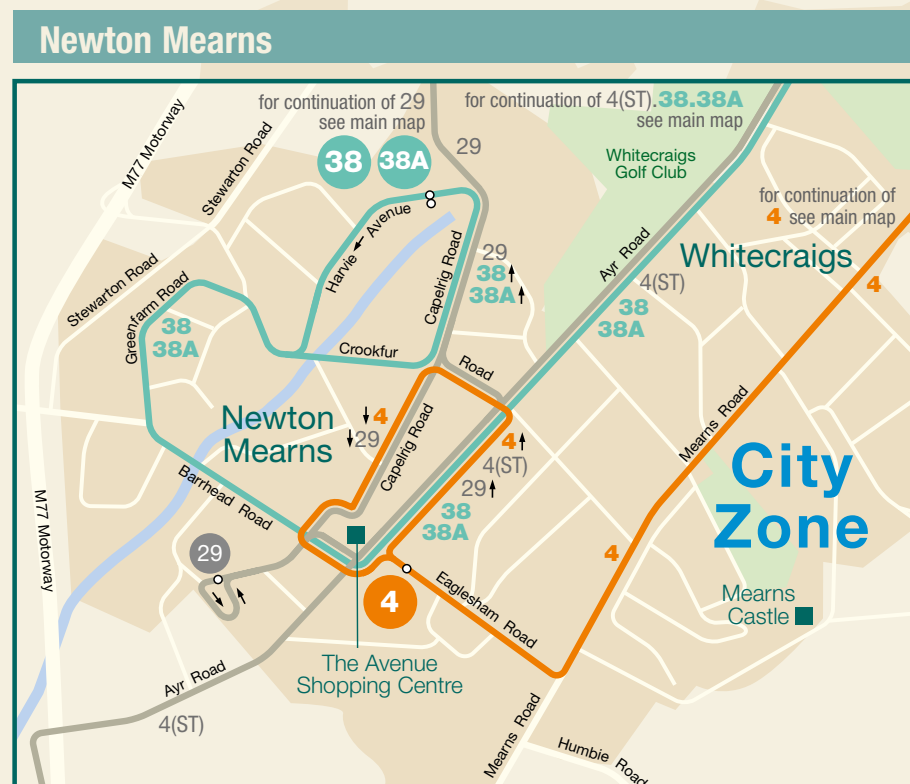 Newton Mearns
for continuation of 29
see main map
for continuation of 4(ST).38.38A
see main map
M77 Motorway
Stewarton Road
29
38
38A
Whitecraigs
Golf Club
for continuation of
4 see main map
Harvie Avenue
Capelrig Road
29
38
38A
Ayr Road
Whitecraigs
4(ST)
38
38A
4
Stewarton Road
Greenfarm Road
38
38A
Crookfur
Road
Newton
Mearns
4
29
Capelrig Road
4
4(ST)
29
38
38A
Mearns Road
City
Zone
Barrhead Road
M77 Motorway
29
4
4
Eaglesham Road
Mearns
Castle
The Avenue
Shopping Centre
Ayr Road
4(ST)
Mearns Road
Humbie Road